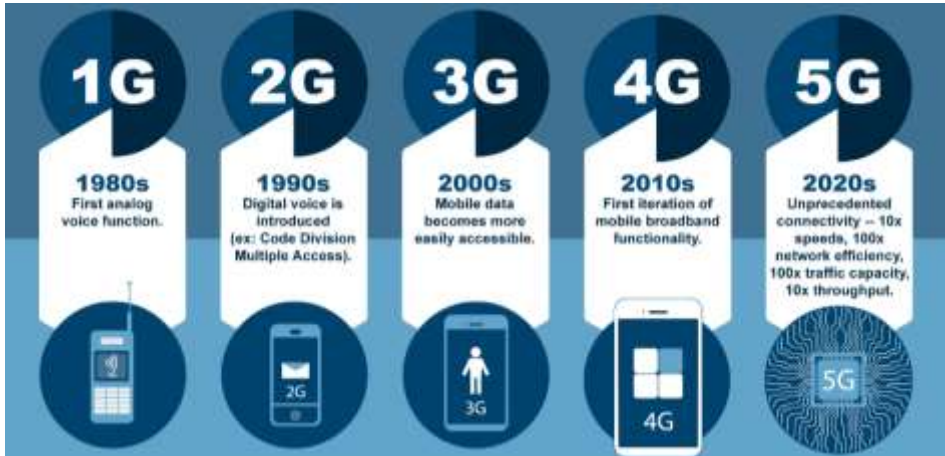 1G
1980s
First analog
voice function.
2G
1990s
Digital voice is
introduced
(ex: Code Division
Multiple Access).
2G
3G
2000s
Mobile data
becomes more
easily accessible.
3G
4G
2010s
First iteration of
mobile broadband
functionality.
4G
5G
2020s
Unprecedented
connectivity -- 10x
speeds, 100x
network efficiency,
100x traffic capacity,
10x throughput.
5G